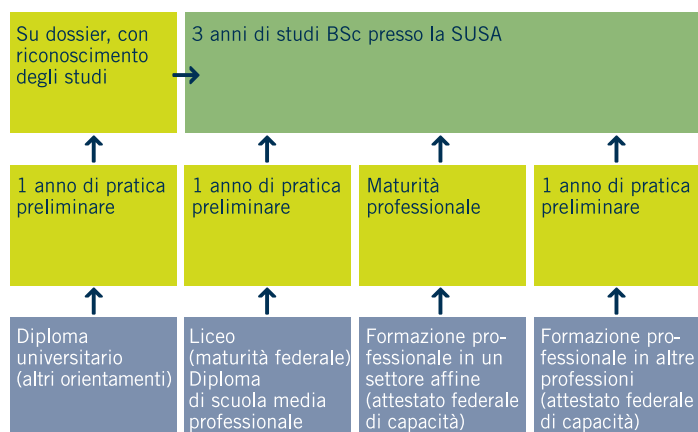 Su dossier, con
riconoscimento
degli studi
3 anni di studi BSc presso la SUSA
1 anno di pratica
preliminare
1 anno di pratica
preliminare
Maturità
professionale
1 anno di pratica
preliminare
Diploma
universitario
(altri orientamenti)
Liceo
(maturità federale)
Diploma
di scuola media
professionale
Formazione pro-
fessionale in un
settore affine
(attestato federale
di capacità)
Formazione pro-
fessionale in altre
professioni
(attestato federale
di capacità)